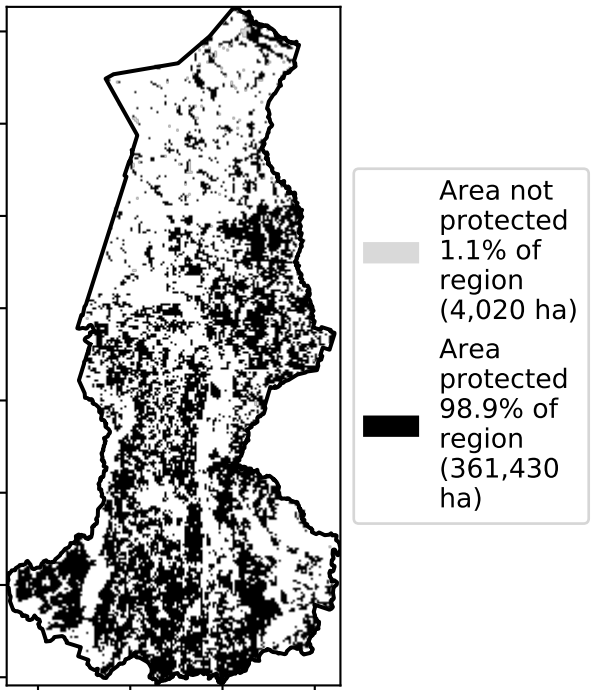 Area not
protected
1.1% of
region
(4,020 ha)
Area
protected
98.9% of
region
(361,430
ha)